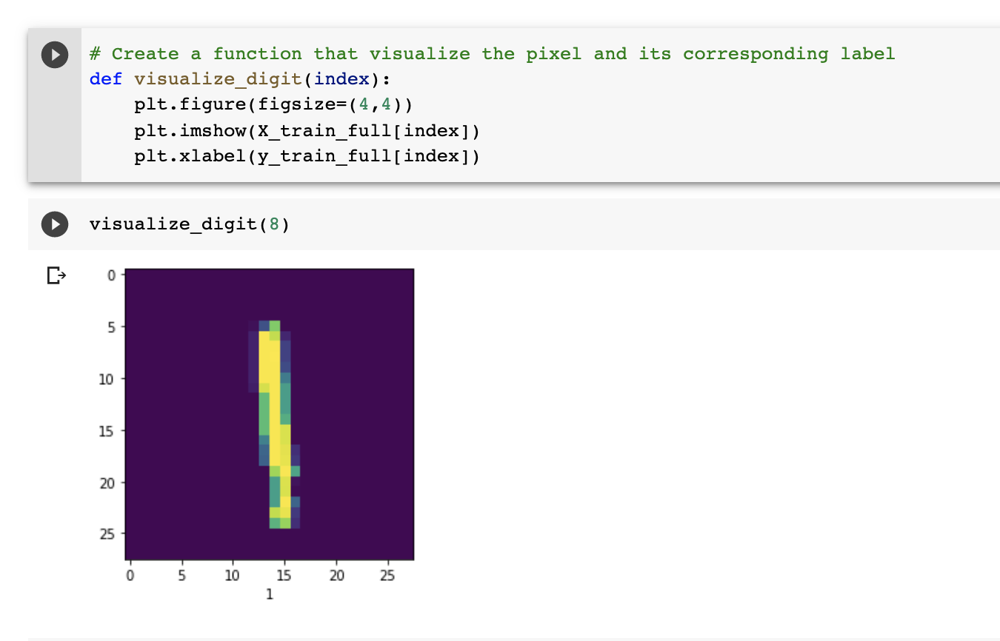 # Create a function that visualize the pixel and its corresponding label
def visualize_digit(index):
    plt.figure(figsize=(4,4))
    plt.imshow(X_train_full[index])
    plt.xlabel(y_train_full[index])
visualize_digit(8)
0
5
10
15
20
25
0 5 10 15 20 25
1